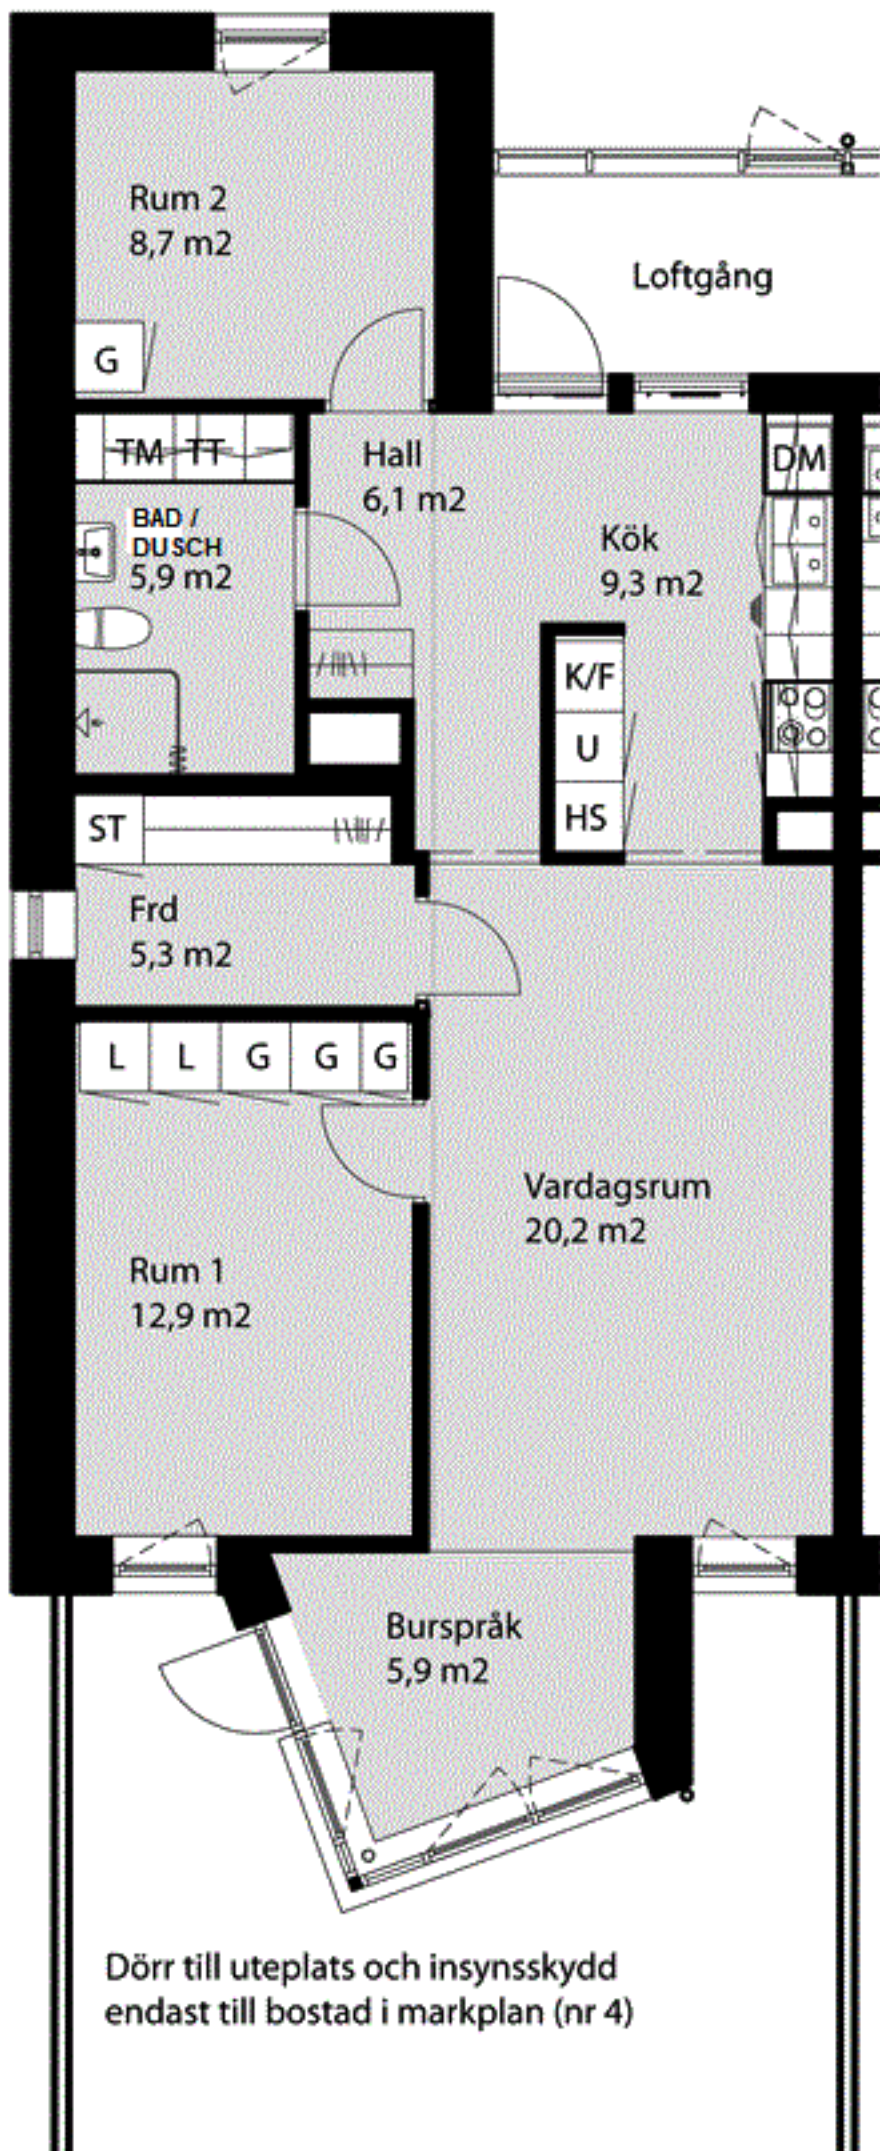 Rum 2
8,7 m2
Loftgång
G
TM TT
Hall
6,1 m2
DM
BAD /
DUSCH
5,9 m2
Kök
9,3 m2
K/F
U
HS
ST
Frd
5,3 m2
L L G G G
Vardagsrum
20,2 m2
Rum 1
12,9 m2
Burspråk
5,9 m2
Dörr till uteplats och insynsskydd
endast till bostad i markplan (nr 4)